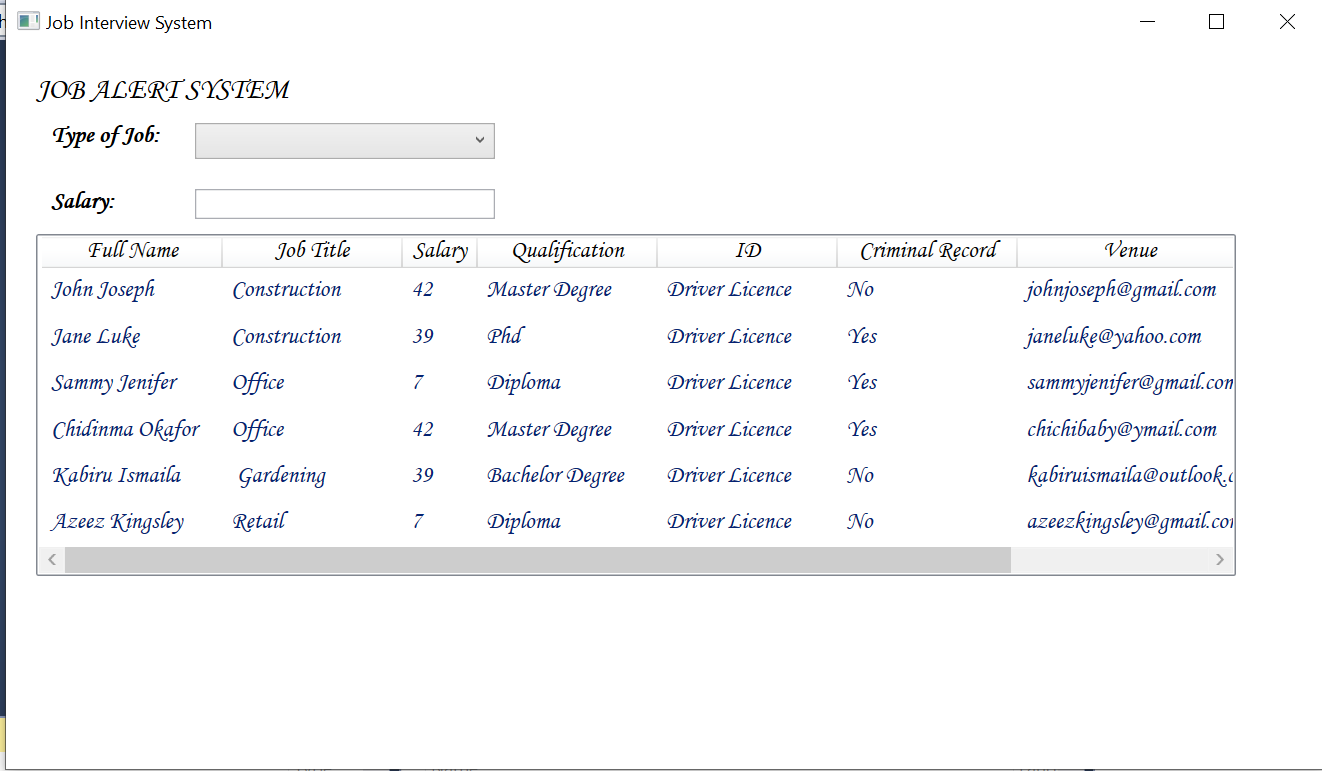 Job Interview System
JOB ALERT SYSTEM
Type of Job:
Salary:
Full Name Job Title Salary Qualification ID Criminal Record Venue
John Joseph Construction 42 Master Degree Driver Licence No johnjoseph@gmail.com
Jane Luke Construction 39 Phd Driver Licence Yes janeluke@yahoo.com
Sammy Jenifer Office 7 Diploma Driver Licence Yes sammyjenifer@gmail.com
Chidinma Okafor Office 42 Master Degree Driver Licence Yes chichibaby@ymail.com
Kabiru Ismaila Gardening 39 Bachelor Degree Driver Licence No kabiruismaila@outlook.c
Azeez Kingsley Retail 7 Diploma Driver Licence No azeezkingsley@gmail.co